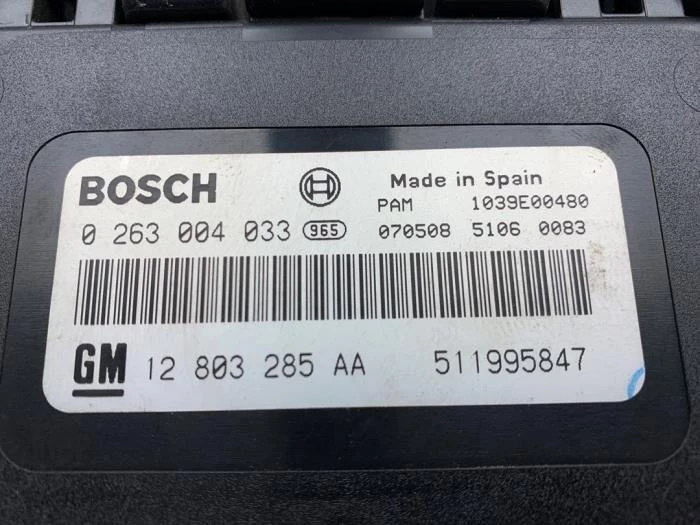 BOSCH Made in Spain
PAM 1039E00480
0 263 004 033 965 070508 5106 0083
GM 12 803 285 AA 511995847